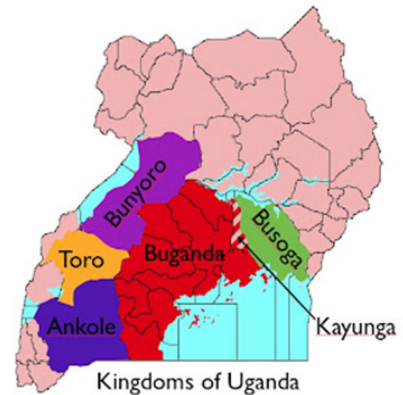 Bunyoro
Busoga
Toro
Buganda
Ankole
Kayunga
Kingdoms of Uganda